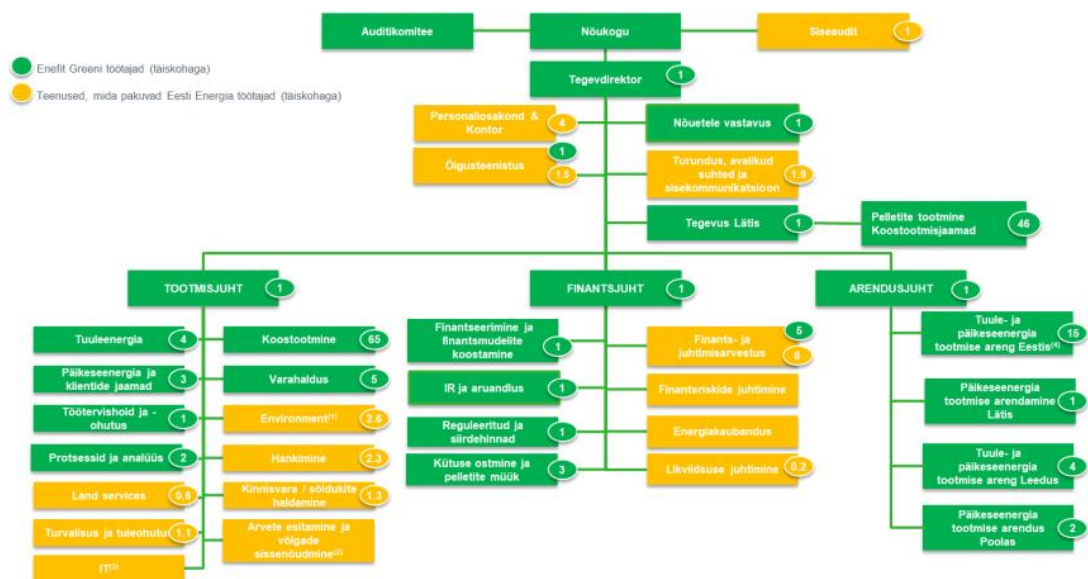 Auditikomitee
Nõukogu
Siseaudit
1
Enefit Greeni töötajad (täiskohaga)
Teenused, mida pakuvad Eesti Energia töötajad (täiskohaga)
Tegevdirektor
1
Personaliosakond &
Kontor
4
Nõuetele vastavus
1
Õigusteenistus
1
1.5
Turundus, avalikud
suhted ja
sisekommunikatsioon
1.9
Tegevus Lätis
1
Pelletite tootmine
Koostootmisjaamad
46
TOOTMISJUHT
1
FINANTSJUHT
1
ARENDUSJUHT
1
Tuuleenergia
4
Koostootmine
65
Päikeseenergia ja
klientide jaamad
3
Varahaldus
5
Töötervishoid ja -
ohutus
1
Environment(1)
2.6
Protsessid ja analüüs
2
Hankimine
2.3
Land services
0.6
Kinnisvara / sõidukite
haldamine
1.3
Turvalisus ja tuleohutus
1.1
Arvete esitamine ja
võlgade
sissenõudmine(2)
IT(3)
Finantseerimine ja
finantsmudelite
koostamine
1
Finants- ja
juhtimisarvestus
5
6
IR ja aruandlus
1
Finantsriskide juhtimine
Reguleeritud ja
siirdehinnad
1
Energiakaubandus
Kütuse ostmine ja
pelletite müük
3
Likviidsuse juhtimine
0.2
Tuule- ja
päikeseenergia
tootmise areng Eestis(4)
15
Päikeseenergia
tootmise arendamine
Lätis
1
Tuule- ja
päikeseenergia
tootmise areng Leedus
4
Päikeseenergia
tootmise arendus
Poolas
2